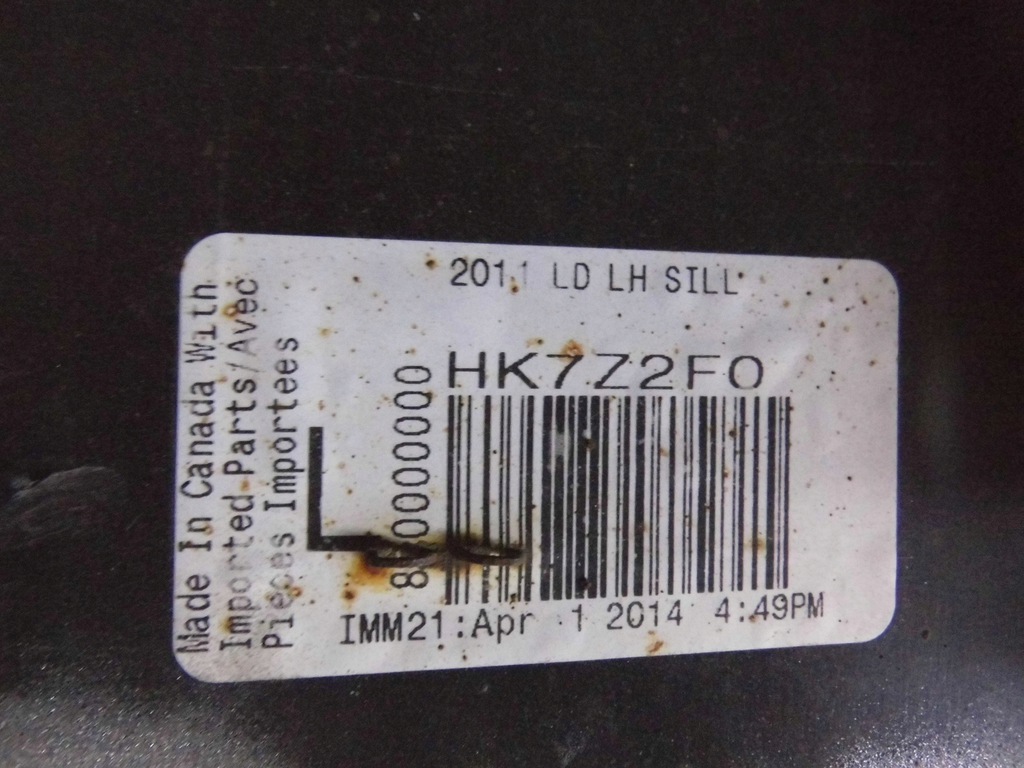 2011 LD LH SILL
HK7Z2F0
IMM21:Apr 1 2014 4:49PM
L
Made In Canada With
Imported Parts/Avec
Pieces Importees